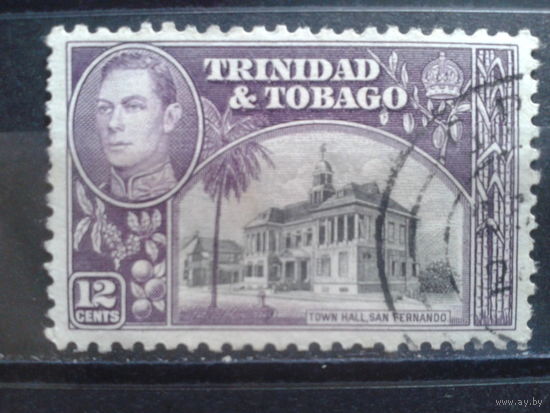 TRINIDAD
& TOBAGO
12
CENTS
TOWN HALL, SAN FERNANDO
www.ay.by